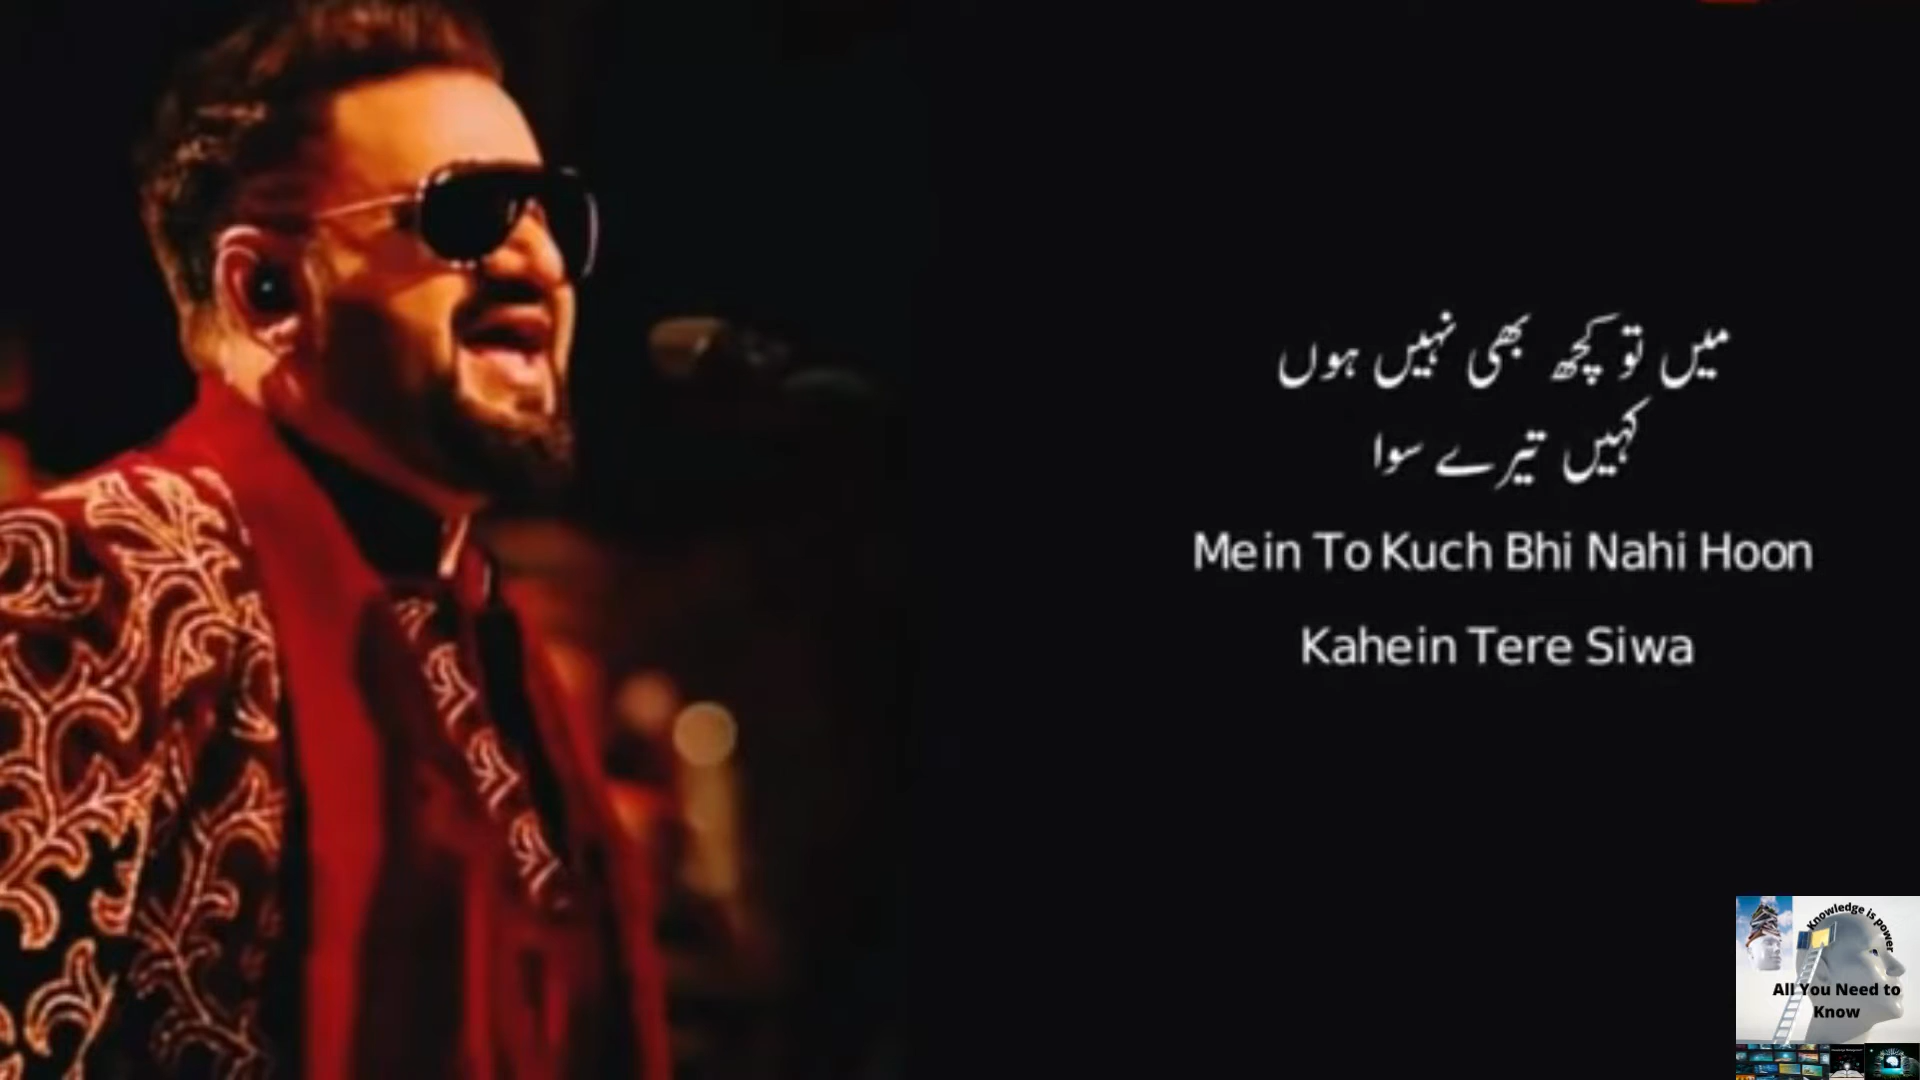 میں تو کچھ بھی نہیں ہوں
کہیں تیرے سوا
Mein To Kuch Bhi Nahi Hoon
Kahein Tere Siwa
Knowledge is power
All You Need to
Know